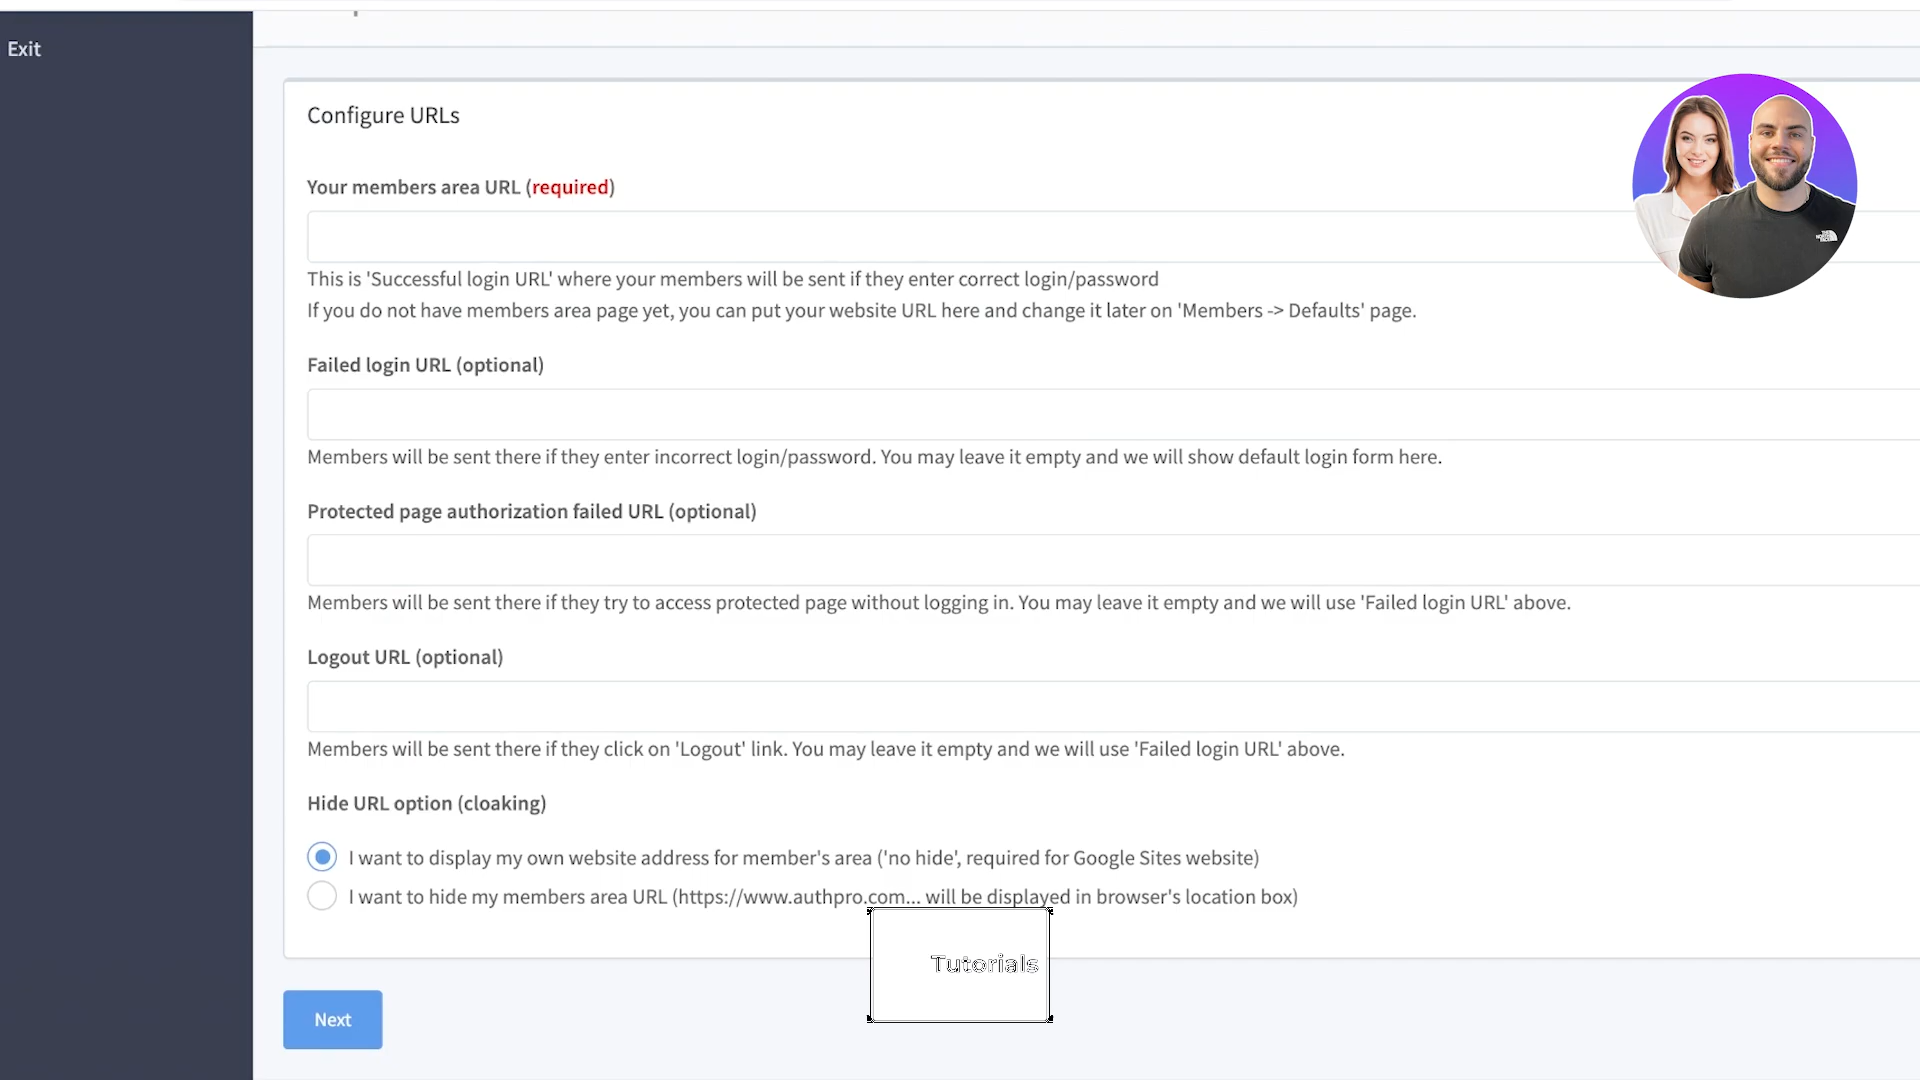 Exit
Configure URLs
Your members area URL (required)
This is 'Successful login URL' where your members will be sent if they enter correct login/password
If you do not have members area page yet, you can put your website URL here and change it later on 'Members -> Defaults' page.
Failed login URL (optional)
Members will be sent there if they enter incorrect login/password. You may leave it empty and we will show default login form here.
Protected page authorization failed URL (optional)
Members will be sent there if they try to access protected page without logging in. You may leave it empty and we will use 'Failed login URL' above.
Logout URL (optional)
Members will be sent there if they click on 'Logout' link. You may leave it empty and we will use 'Failed login URL' above.
Hide URL option (cloaking)
I want to display my own website address for member's area ('no hide', required for Google Sites website)
I want to hide my members area URL (https://www.authpro.com... will be displayed in browser's location box)
Tutorials
Next